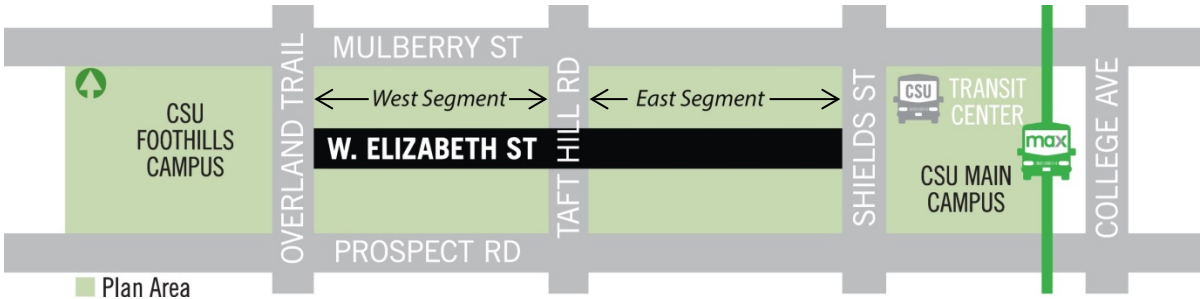 MULBERRY ST
OVERLAND TRAIL
TAFT HILL RD
SHIELDS ST
COLLEGE AVE
West Segment
East Segment
CSU
TRANSIT
CENTER
CSU
FOOTHILLS
CAMPUS
W. ELIZABETH ST
max
CSU MAIN
CAMPUS
PROSPECT RD
Plan Area